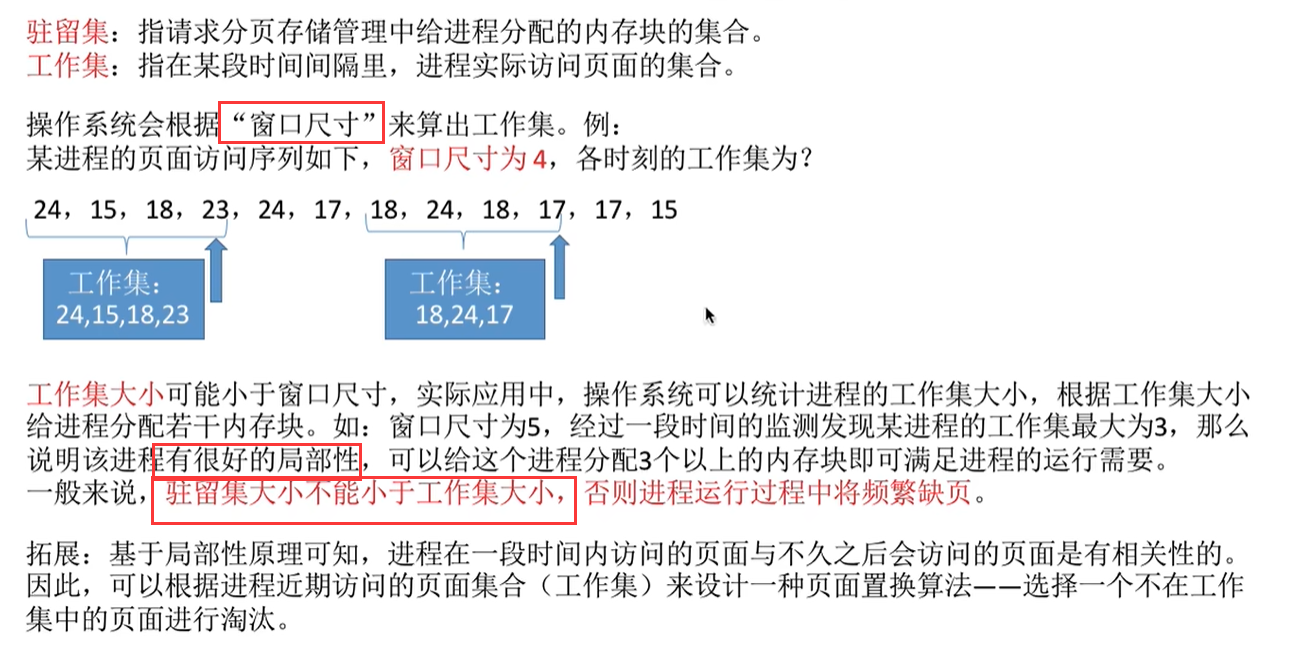 驻留集：指请求分页存储管理中给进程分配的内存块的集合。
工作集：指在某段时间间隔里，进程实际访问页面的集合。
操作系统会根据“窗口尺寸”来算出工作集。例：
某进程的页面访问序列如下，窗口尺寸为4，各时刻的工作集为？
24，15，18，23，24，17，18，24，18，17，17，15
工作集：
24,15,18,23
工作集：
18,24,17
工作集大小可能小于窗口尺寸，实际应用中，操作系统可以统计进程的工作集大小，根据工作集大小
给进程分配若干内存块。如：窗口尺寸为5，经过一段时间的监测发现某进程的工作集最大为3，那么
说明该进程有很好的局部性，可以给这个进程分配3个以上的内存块即可满足进程的运行需要。
一般来说，驻留集大小不能小于工作集大小，否则进程运行过程中将频繁缺页。
拓展：基于局部性原理可知，进程在一段时间内访问的页面与不久之后会访问的页面是有相关性的。
因此，可以根据进程近期访问的页面集合（工作集）来设计一种页面置换算法——选择一个不在工作
集中的页面进行淘汰。